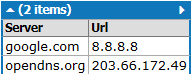 (2 items)
Server Url
google.com 8.8.8.8
opendns.org 203.66.172.49